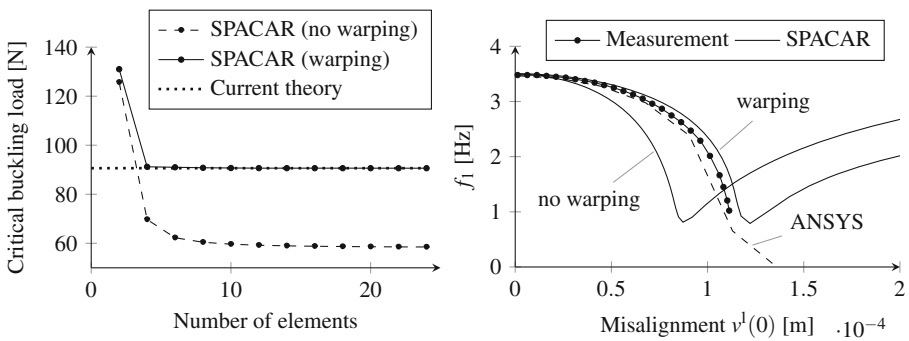 SPACAR (no warping)
SPACAR (warping)
Current theory
Critical buckling load [N]
140
120
100
80
60
0
10
20
Number of elements
Measurement
SPACAR
warping
no warping
ANSYS
f₁ [Hz]
4
3
2
1
0
0
0.5
1
1.5
2
Misalignment v¹(0) [m]
·10⁻⁴